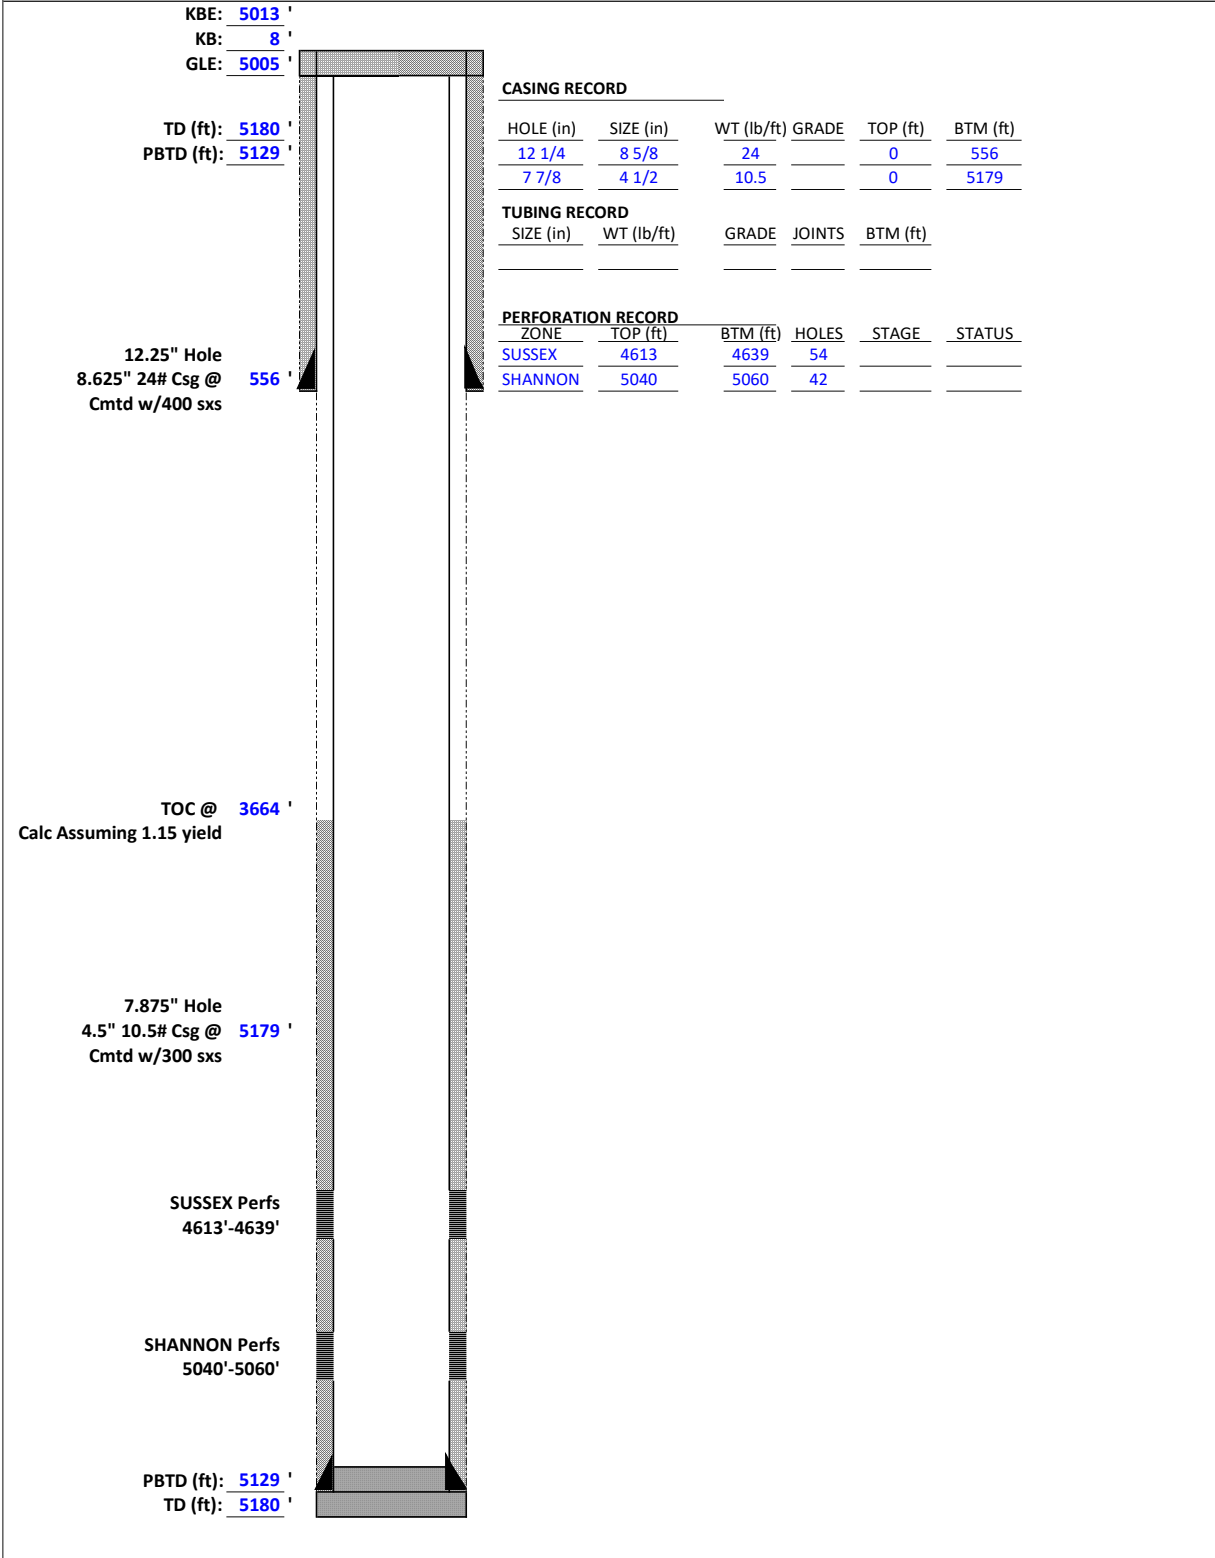 KBE: 5013 '
KB: 8 '
GLE: 5005 '
CASING RECORD
TD (ft): 5180 '
PBTD (ft): 5129 '
HOLE (in) SIZE (in) WT (lb/ft) GRADE TOP (ft) BTM (ft)
12 1/4 8 5/8 24 0 556
7 7/8 4 1/2 10.5 0 5179
TUBING RECORD
SIZE (in) WT (lb/ft) GRADE JOINTS BTM (ft)
PERFORATION RECORD
ZONE TOP (ft) BTM (ft) HOLES STAGE STATUS
SUSSEX 4613 4639 54
SHANNON 5040 5060 42
12.25" Hole
8.625" 24# Csg @ 556 '
Cmtd w/400 sxs
TOC @ 3664 '
Calc Assuming 1.15 yield
7.875" Hole
4.5" 10.5# Csg @ 5179 '
Cmtd w/300 sxs
SUSSEX Perfs
4613'-4639'
SHANNON Perfs
5040'-5060'
PBTD (ft): 5129 '
TD (ft): 5180 '